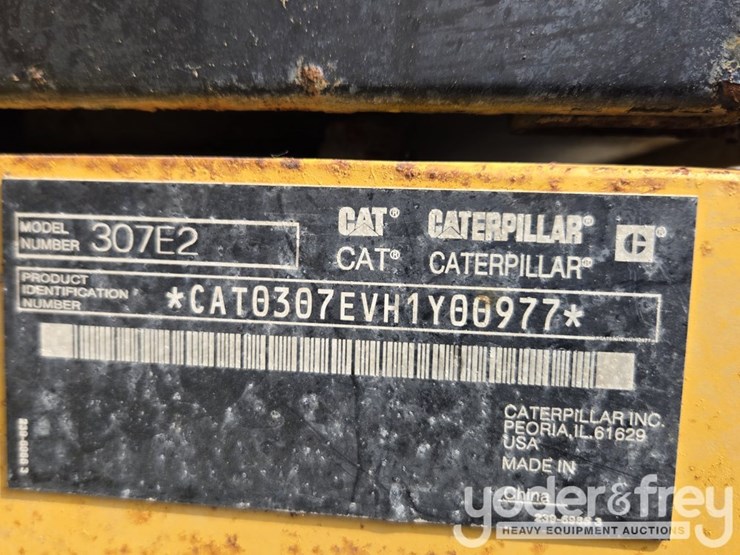 MODEL NUMBER 307E2
CAT® CATERPILLAR®
CAT® CATERPILLAR®
PRODUCT
IDENTIFICATION
NUMBER
*CAT0307EVH1Y00977*
CATERPILLAR INC.
PEORIA,IL.61629
USA
MADE IN
China
yoder&frey
HEAVY EQUIPMENT AUCTIONS